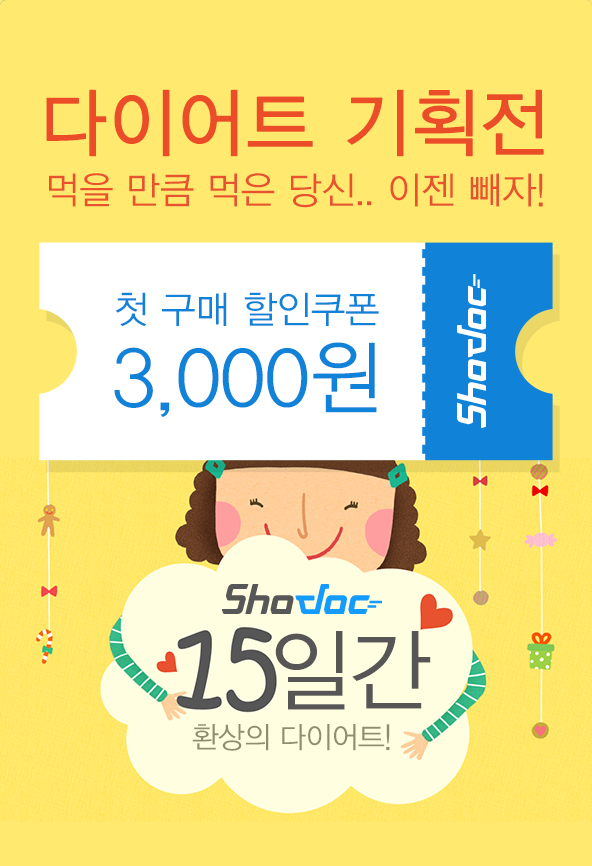 다이어트 기획전
먹을 만큼 먹은 당신.. 이젠 빼자!
첫 구매 할인쿠폰
3,000원
Shodoc
Shodoc
15일간
환상의 다이어트!